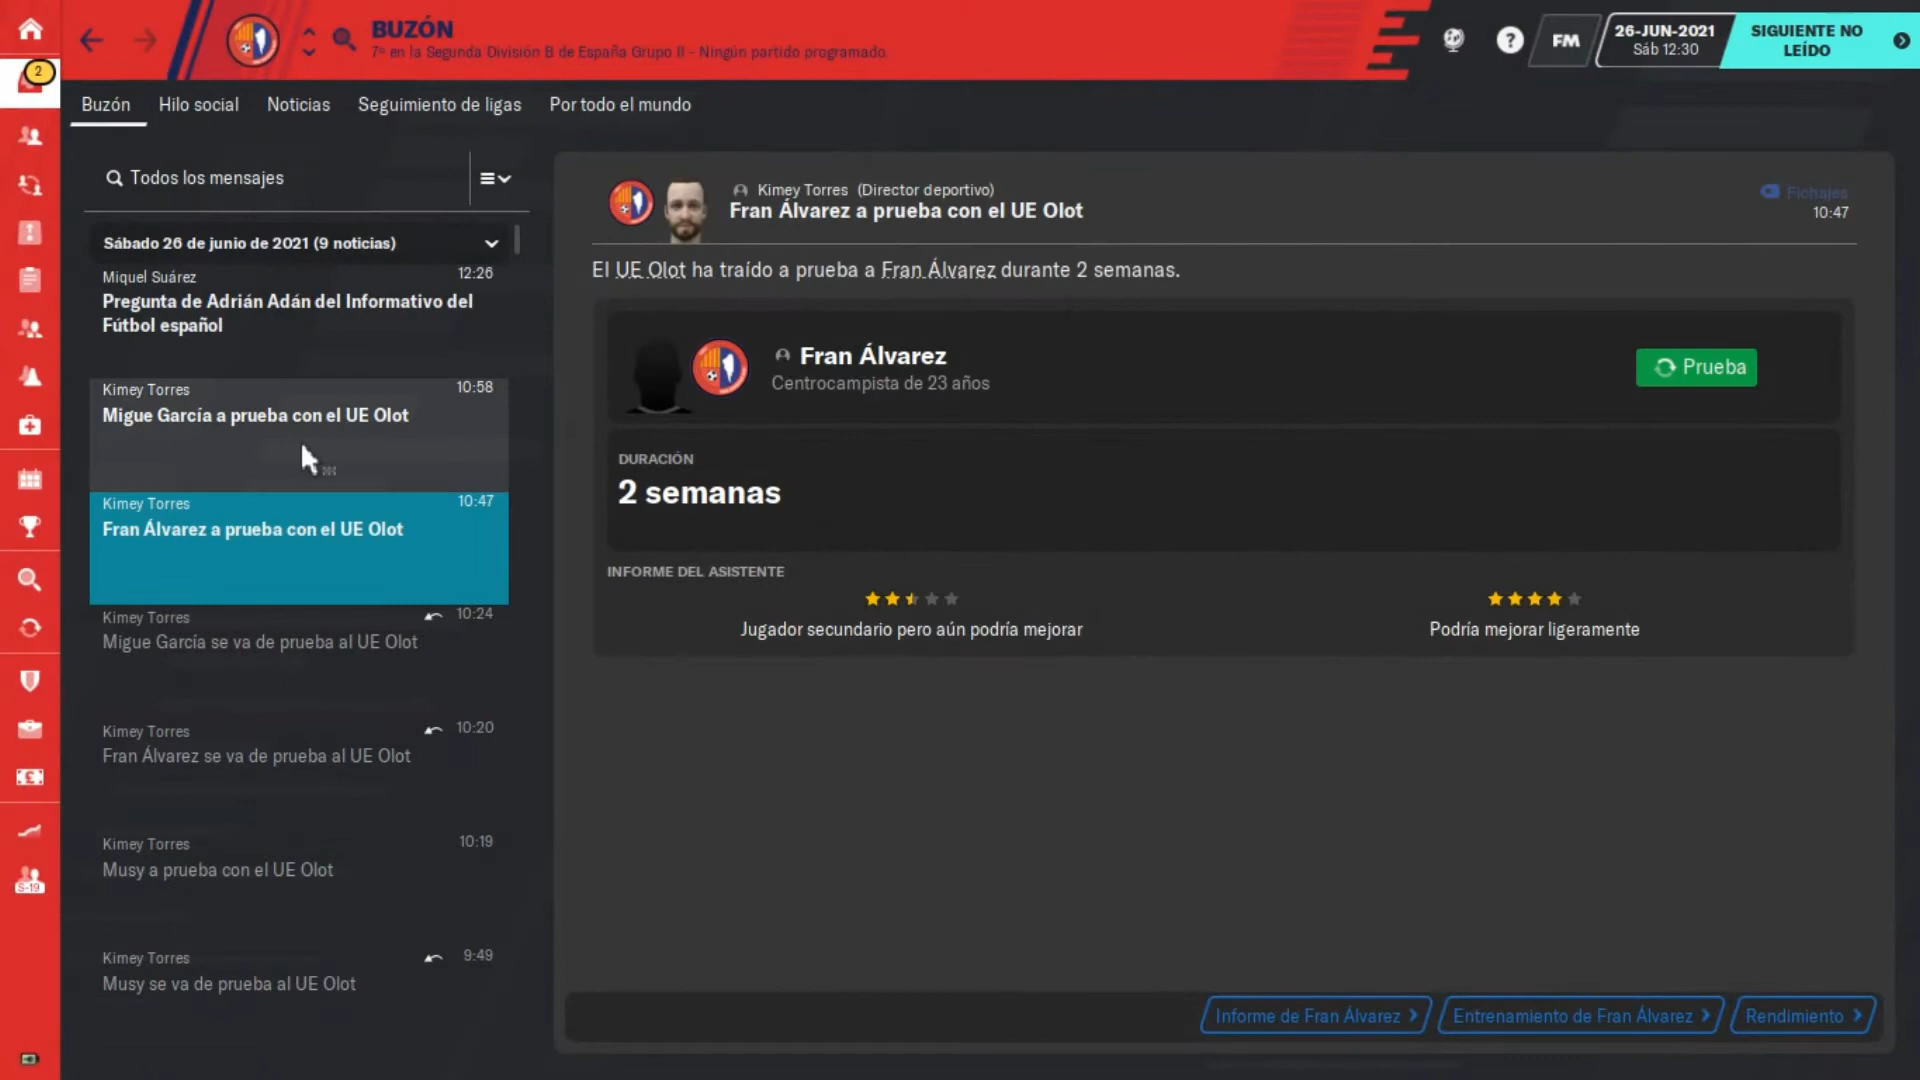 BUZÓN
7º en la Segunda División B de España Grupo II - Ningún partido programado.
FM
26-JUN-2021
Sáb 12:30
SIGUIENTE NO
LEÍDO
2
Buzón
Hilo social
Noticias
Seguimiento de ligas
Por todo el mundo
Todos los mensajes
Sábado 26 de junio de 2021 (9 noticias)
Miquel Suárez
12:26
Pregunta de Adrián Adán del Informativo del
Fútbol español
Kimey Torres
10:58
Migue García a prueba con el UE Olot
Kimey Torres
10:47
Fran Álvarez a prueba con el UE Olot
Kimey Torres
10:24
Migue García se va de prueba al UE Olot
Kimey Torres
10:20
Fran Álvarez se va de prueba al UE Olot
Kimey Torres
10:19
Musy a prueba con el UE Olot
Kimey Torres
9:49
Musy se va de prueba al UE Olot
S-19
Kimey Torres (Director deportivo)
Fran Álvarez a prueba con el UE Olot
Fichajes
10:47
El UE Olot ha traído a prueba a Fran Álvarez durante 2 semanas.
Fran Álvarez
Centrocampista de 23 años
Prueba
DURACIÓN
2 semanas
INFORME DEL ASISTENTE
Jugador secundario pero aún podría mejorar
Podría mejorar ligeramente
Informe de Fran Álvarez
Entrenamiento de Fran Álvarez
Rendimiento